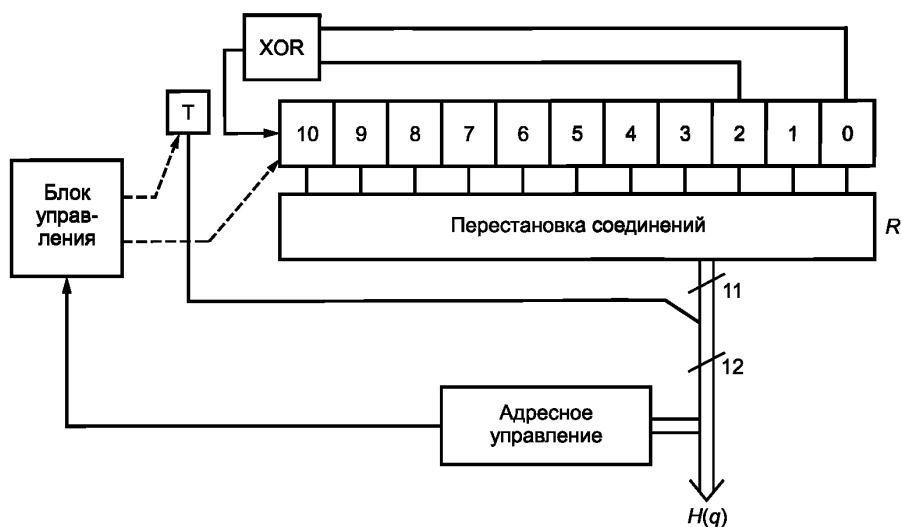 XOR
T
10 9 8 7 6 5 4 3 2 1 0
Блок
управ-
ления
Перестановка соединений
R
11
12
Адресное
управление
H(q)